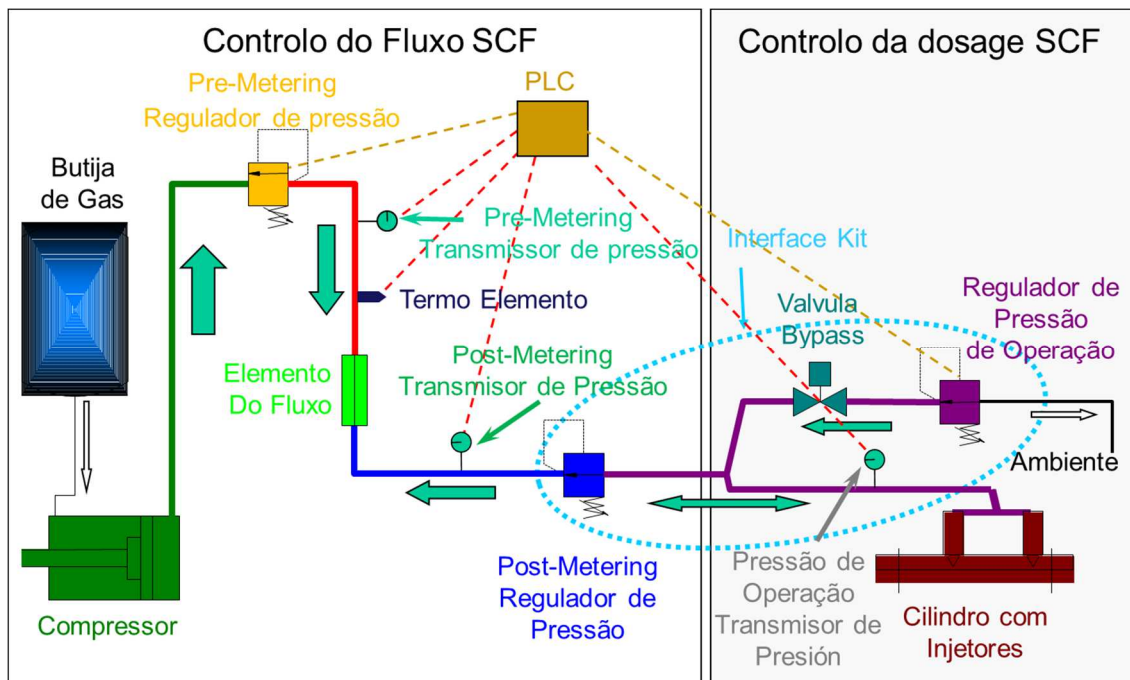 Controlo do Fluxo SCF
Controlo da dosage SCF
Pre-Metering
Regulador de pressão
PLC
Butija
de Gas
Pre-Metering
Transmissor de pressão
Interface Kit
Termo Elemento
Valvula
Bypass
Regulador de
Pressão
de Operação
Elemento
Do Fluxo
Post-Metering
Transmisor de Pressão
Ambiente
Post-Metering
Regulador de
Pressão
Pressão de
Operação
Transmisor de
Presión
Compressor
Cilindro com
Injetores